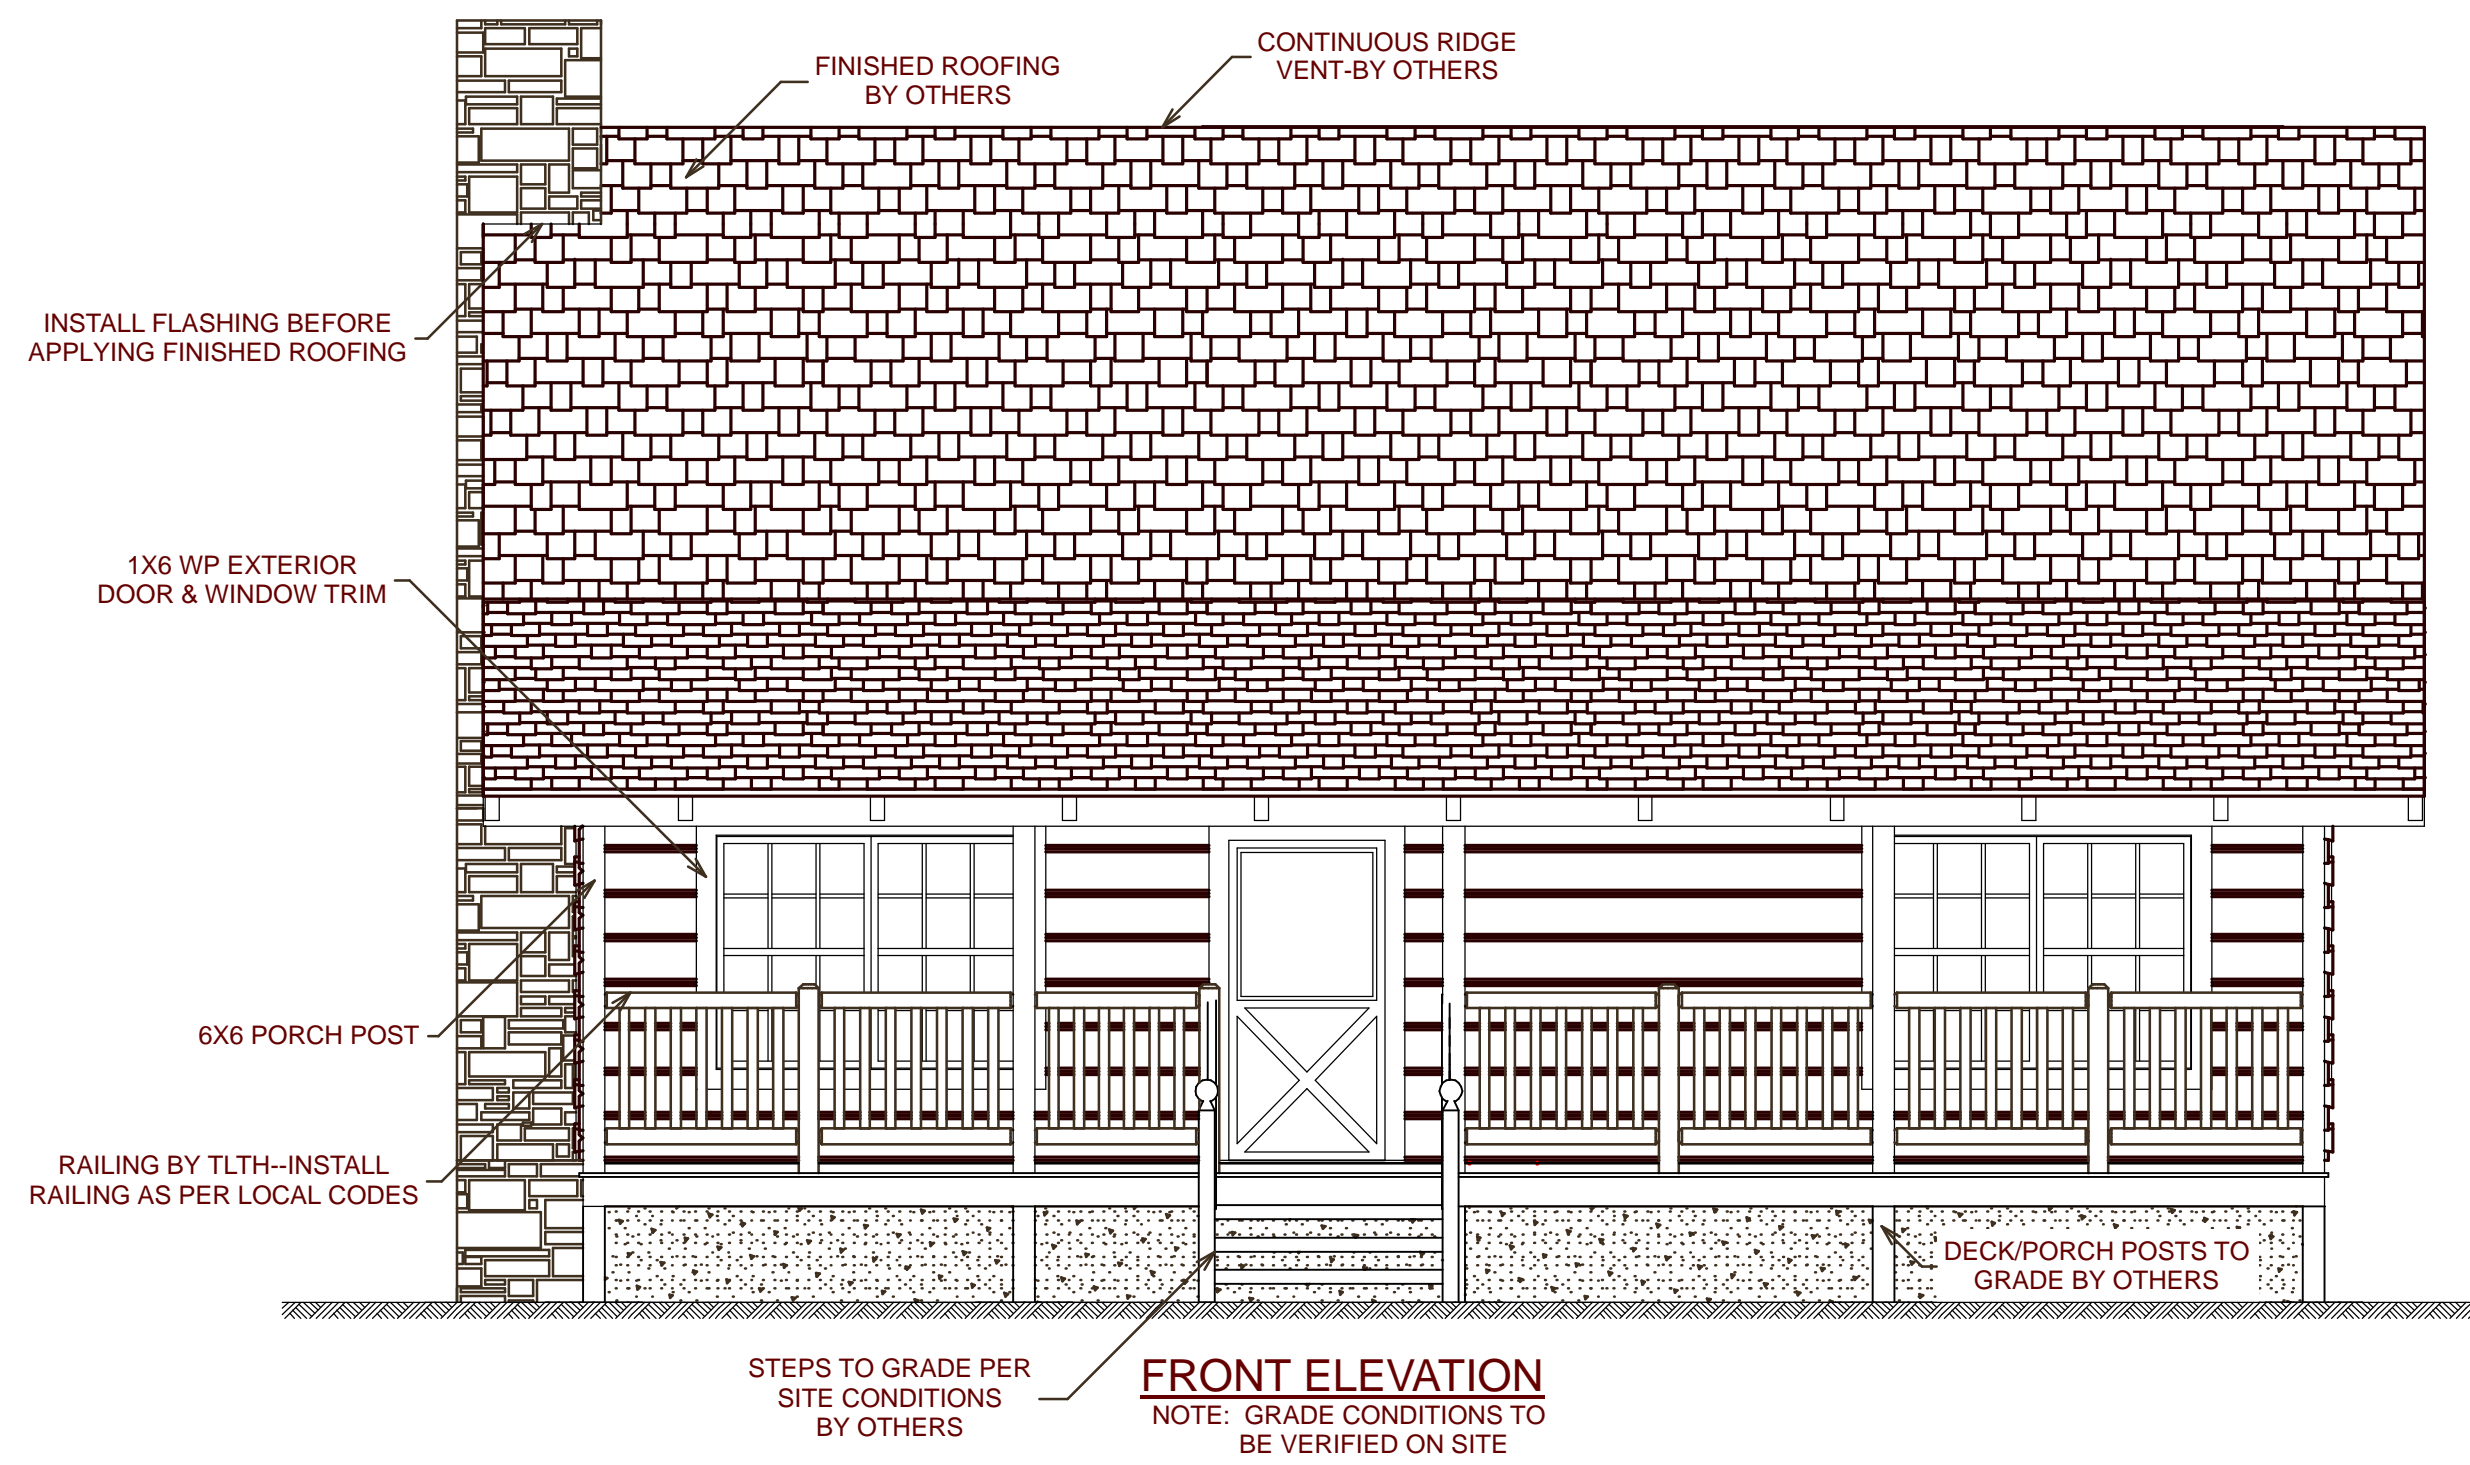 CONTINUOUS RIDGE
VENT-BY OTHERS
FINISHED ROOFING
BY OTHERS
INSTALL FLASHING BEFORE
APPLYING FINISHED ROOFING
1X6 WP EXTERIOR
DOOR & WINDOW TRIM
6X6 PORCH POST
RAILING BY TLTH--INSTALL
RAILING AS PER LOCAL CODES
DECK/PORCH POSTS TO
GRADE BY OTHERS
STEPS TO GRADE PER
SITE CONDITIONS
BY OTHERS
FRONT ELEVATION
NOTE:  GRADE CONDITIONS TO
BE VERIFIED ON SITE